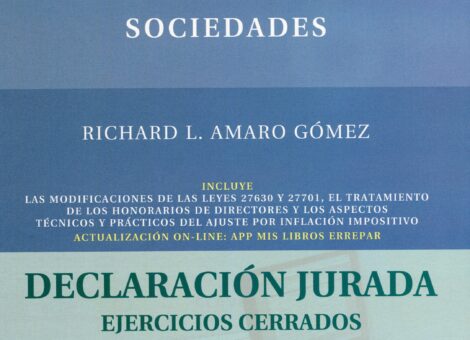 SOCIEDADES
RICHARD L. AMARO GÓMEZ
INCLUYE
LAS MODIFICACIONES DE LAS LEYES 27630 Y 27701, EL TRATAMIENTO
DE LOS HONORARIOS DE DIRECTORES Y LOS ASPECTOS
TÉCNICOS Y PRÁCTICOS DEL AJUSTE POR INFLACIÓN IMPOSITIVO
ACTUALIZACIÓN ON-LINE: APP MIS LIBROS ERREPAR
DECLARACIÓN JURADA
EJERCICIOS CERRADOS